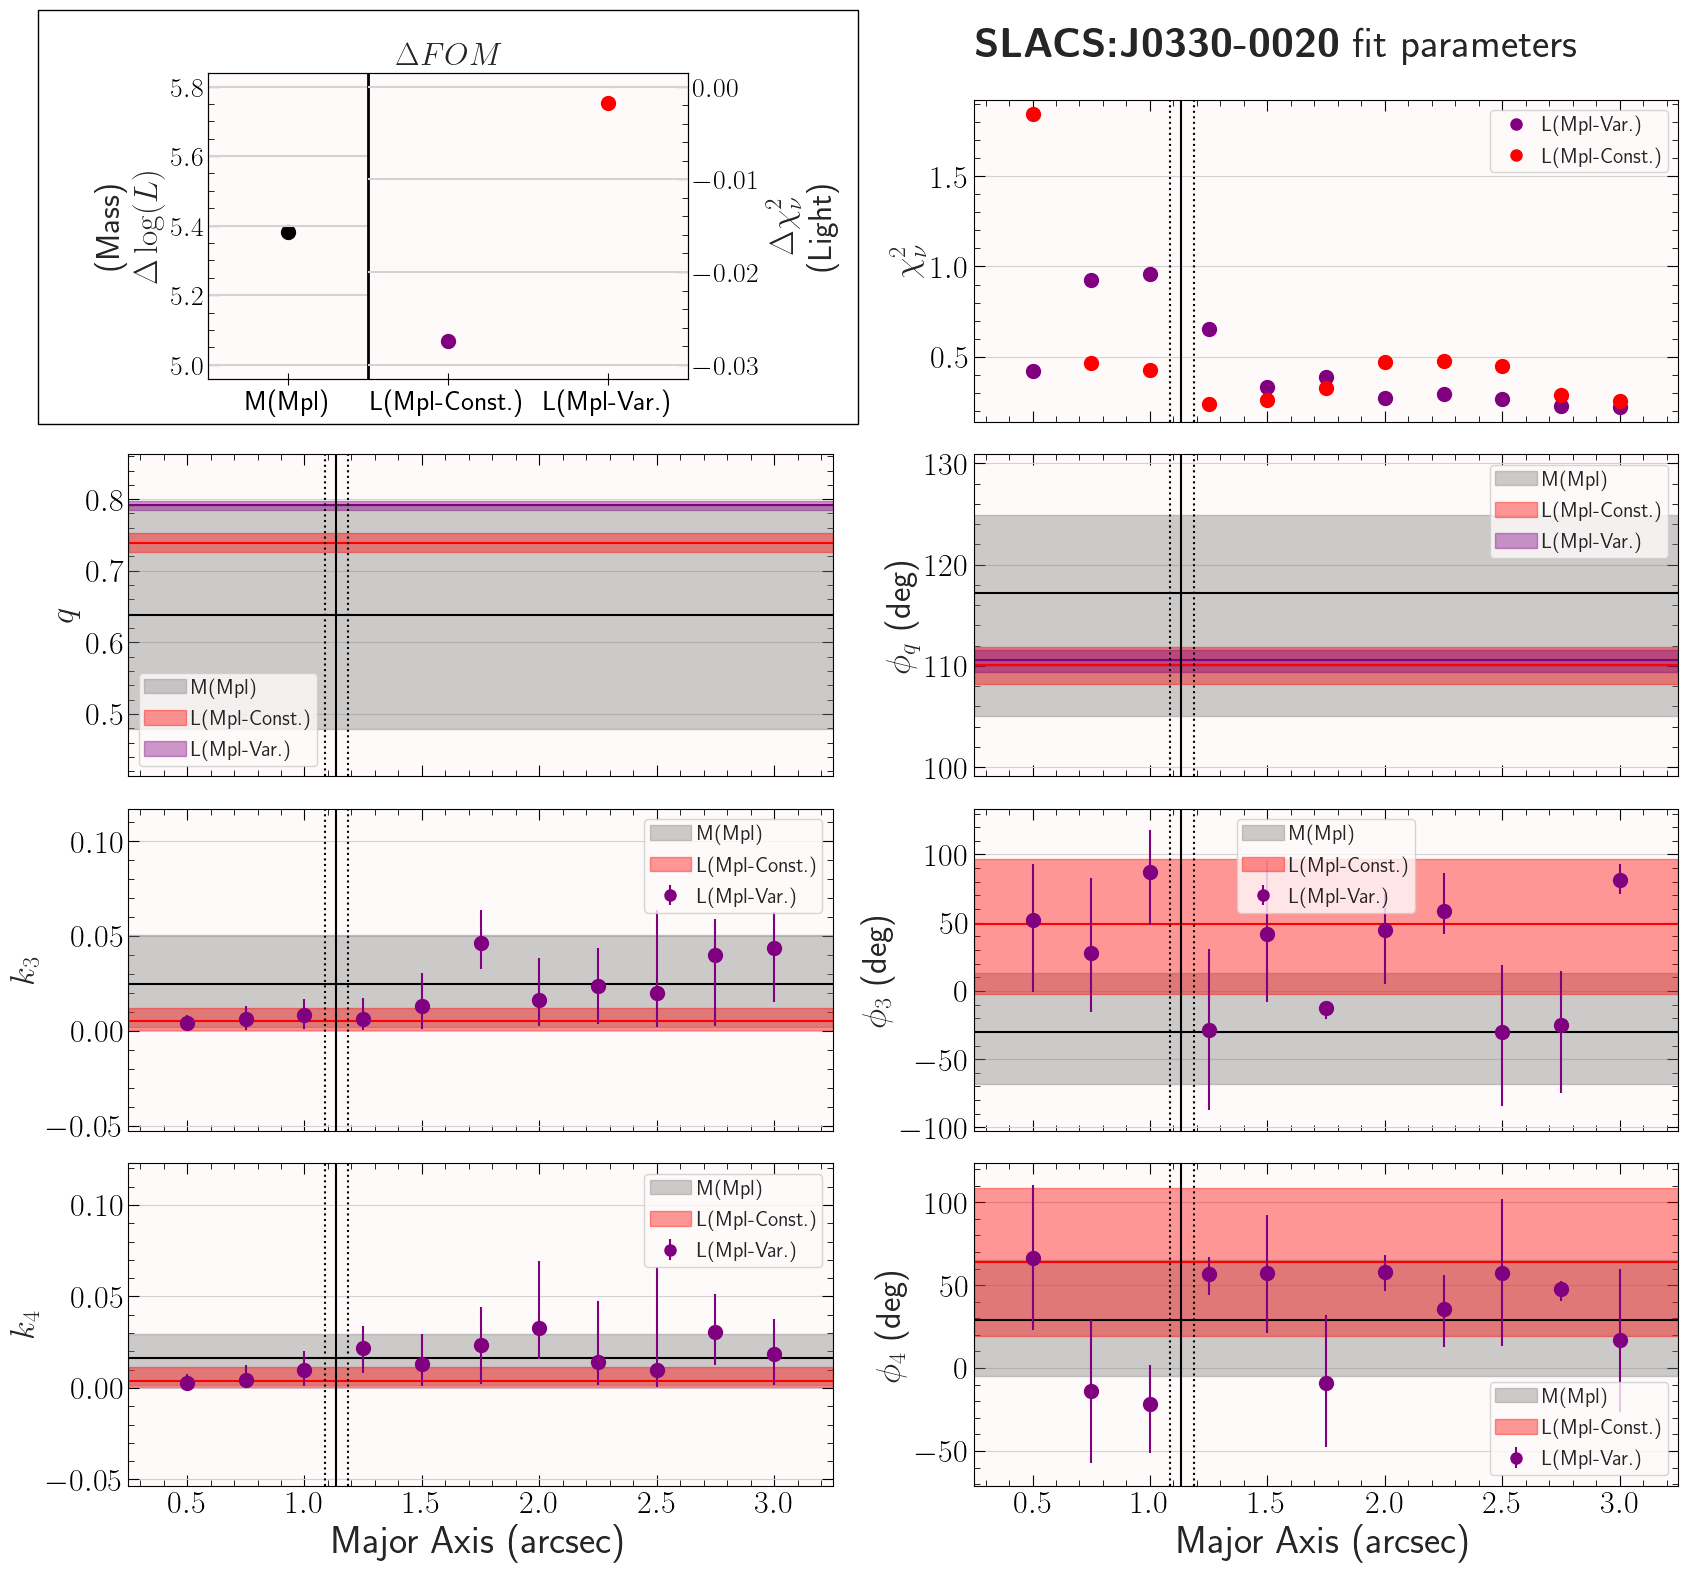 SLACS:J0330-0020 fit parameters
ΔFOM
(Mass)
Δ log(L)
5.8
5.6
5.4
5.2
5.0
0.00
−0.01
−0.02
−0.03
Δχ²ν
(Light)
M(Mpl) L(Mpl-Const.) L(Mpl-Var.)
χ²ν
1.5
1.0
0.5
L(Mpl-Var.)
L(Mpl-Const.)
q
0.8
0.7
0.6
0.5
M(Mpl)
L(Mpl-Const.)
L(Mpl-Var.)
ϕq (deg)
130
120
110
100
M(Mpl)
L(Mpl-Const.)
L(Mpl-Var.)
k3
0.10
0.05
0.00
−0.05
M(Mpl)
L(Mpl-Const.)
L(Mpl-Var.)
ϕ3 (deg)
100
50
0
−50
−100
M(Mpl)
L(Mpl-Const.)
L(Mpl-Var.)
k4
0.10
0.05
0.00
−0.05
M(Mpl)
L(Mpl-Const.)
L(Mpl-Var.)
0.5 1.0 1.5 2.0 2.5 3.0
Major Axis (arcsec)
ϕ4 (deg)
100
50
0
−50
M(Mpl)
L(Mpl-Const.)
L(Mpl-Var.)
0.5 1.0 1.5 2.0 2.5 3.0
Major Axis (arcsec)